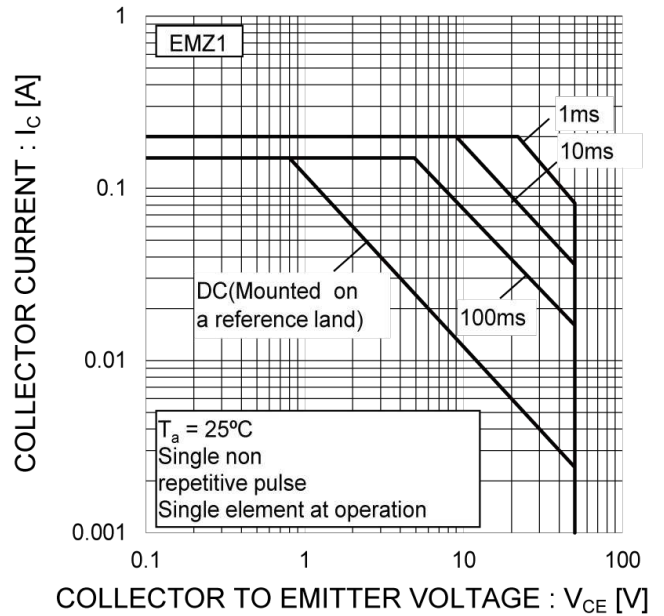 1
EMZ1
1ms
10ms
0.1
DC(Mounted on
a reference land)
100ms
0.01
Ta = 25ºC
Single non
repetitive pulse
Single element at operation
0.001
0.1
1
10
100
COLLECTOR CURRENT : IC [A]
COLLECTOR TO EMITTER VOLTAGE : VCE [V]